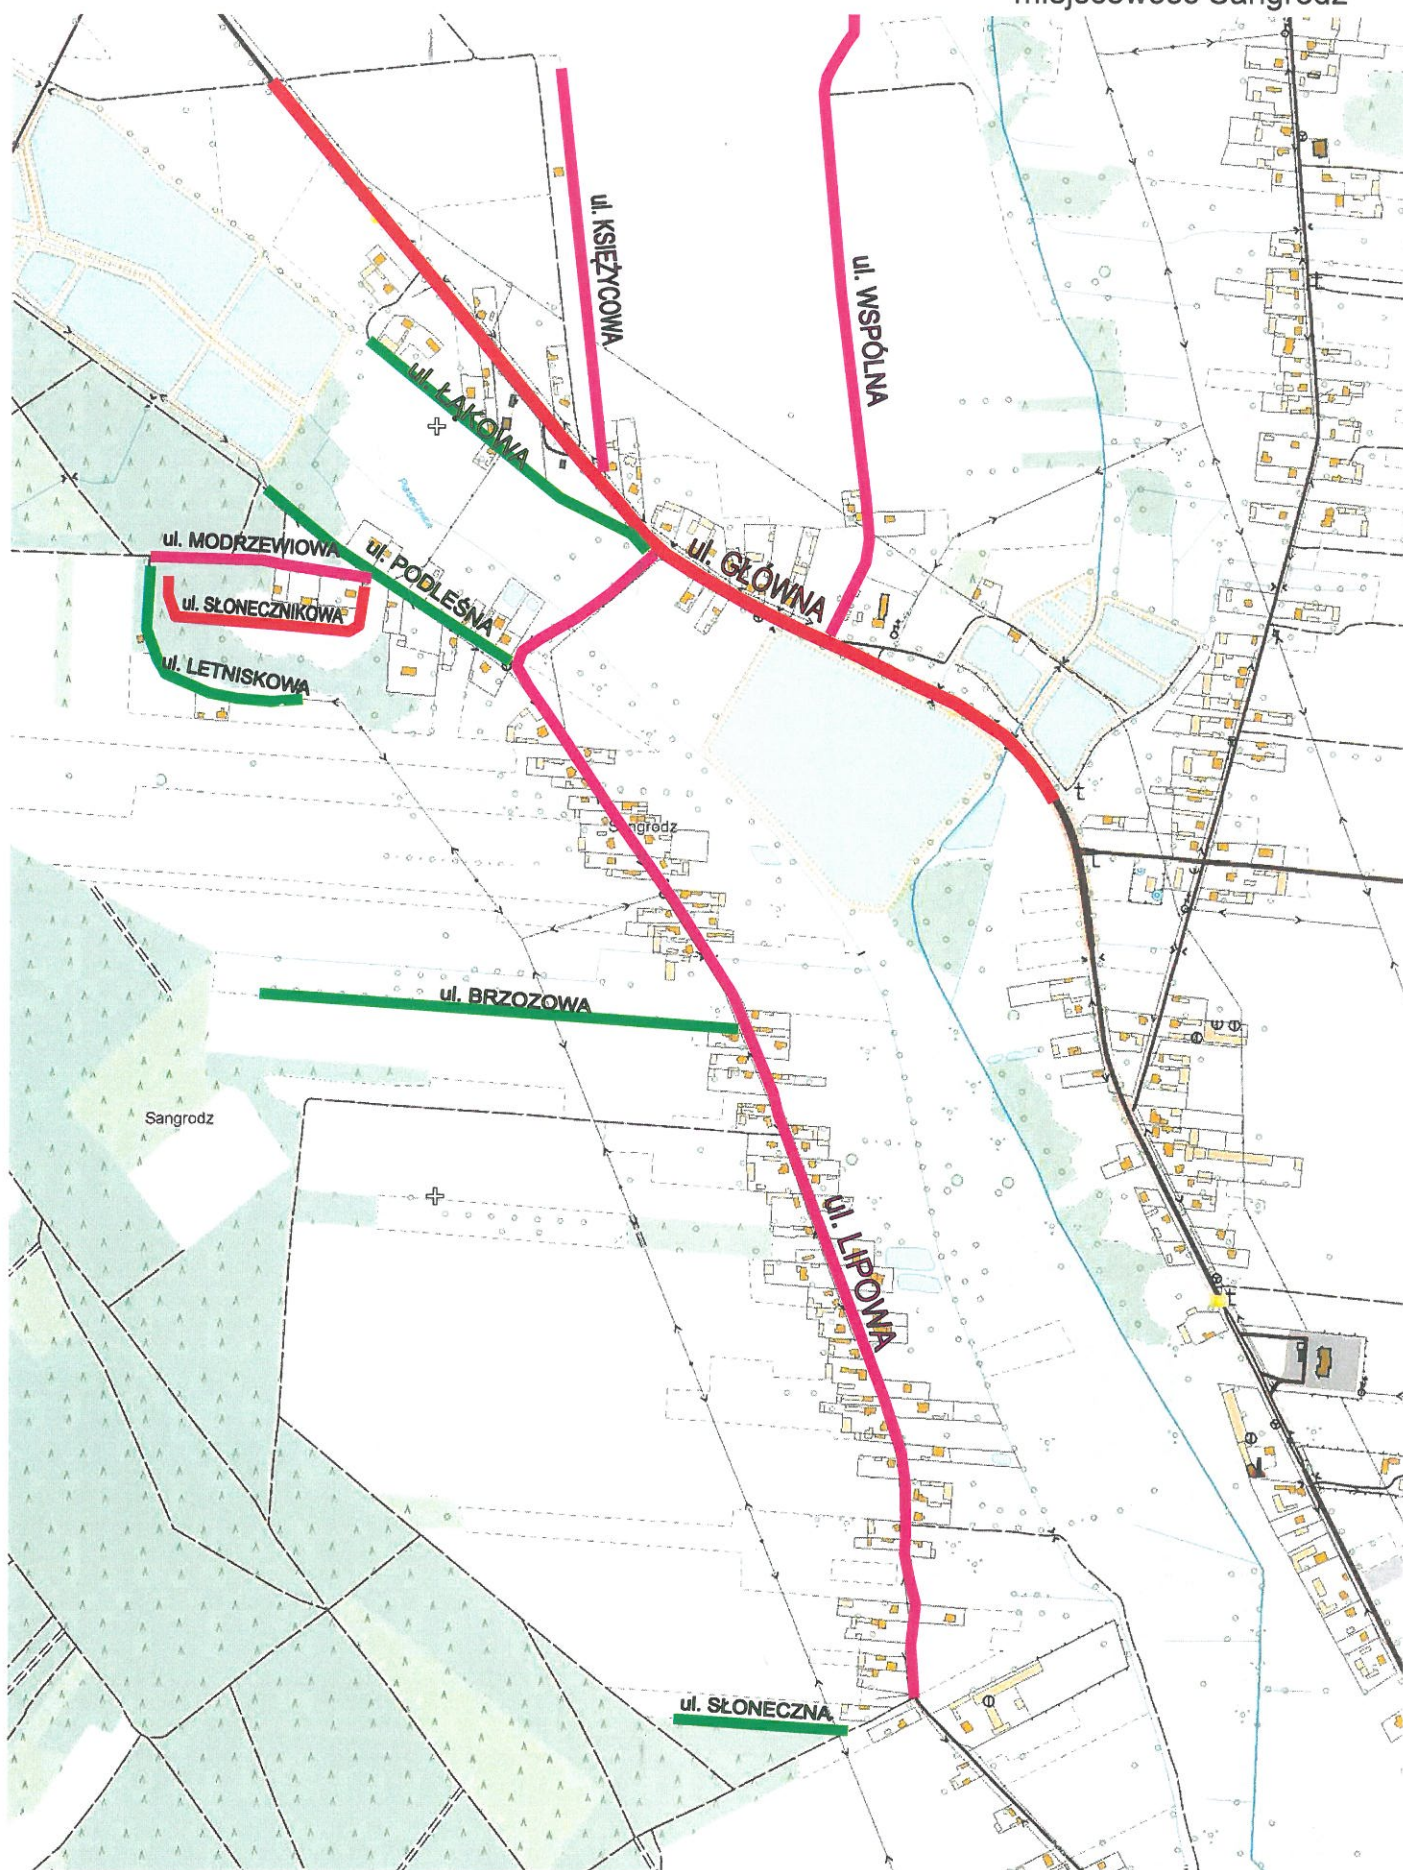 miejscowość Sangrodz
ul. KSIĘŻYCOWA
ul. WSPÓLNA
ul. ŁĄKOWA
ul. MODRZEWIOWA
ul. PODLEŚNA
ul. GŁÓWNA
ul. SŁONECZNIKOWA
ul. LETNISKOWA
Sangrodz
ul. BRZOZOWA
Sangrodz
ul. LIPOWA
ul. SŁONECZNA